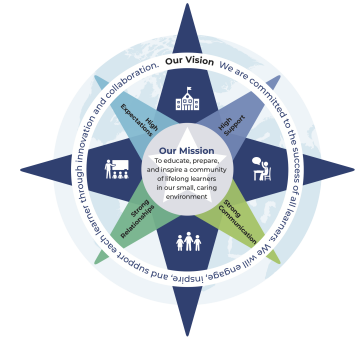 Our Vision We are committed to the success of all learners. We will engage, inspire, and support each learner through innovation and collaboration.
High
Expectations
High
Support
Our Mission
To educate, prepare,
and inspire a community
of lifelong learners
in our small, caring
environment
Strong
Relationships
Strong
Communication